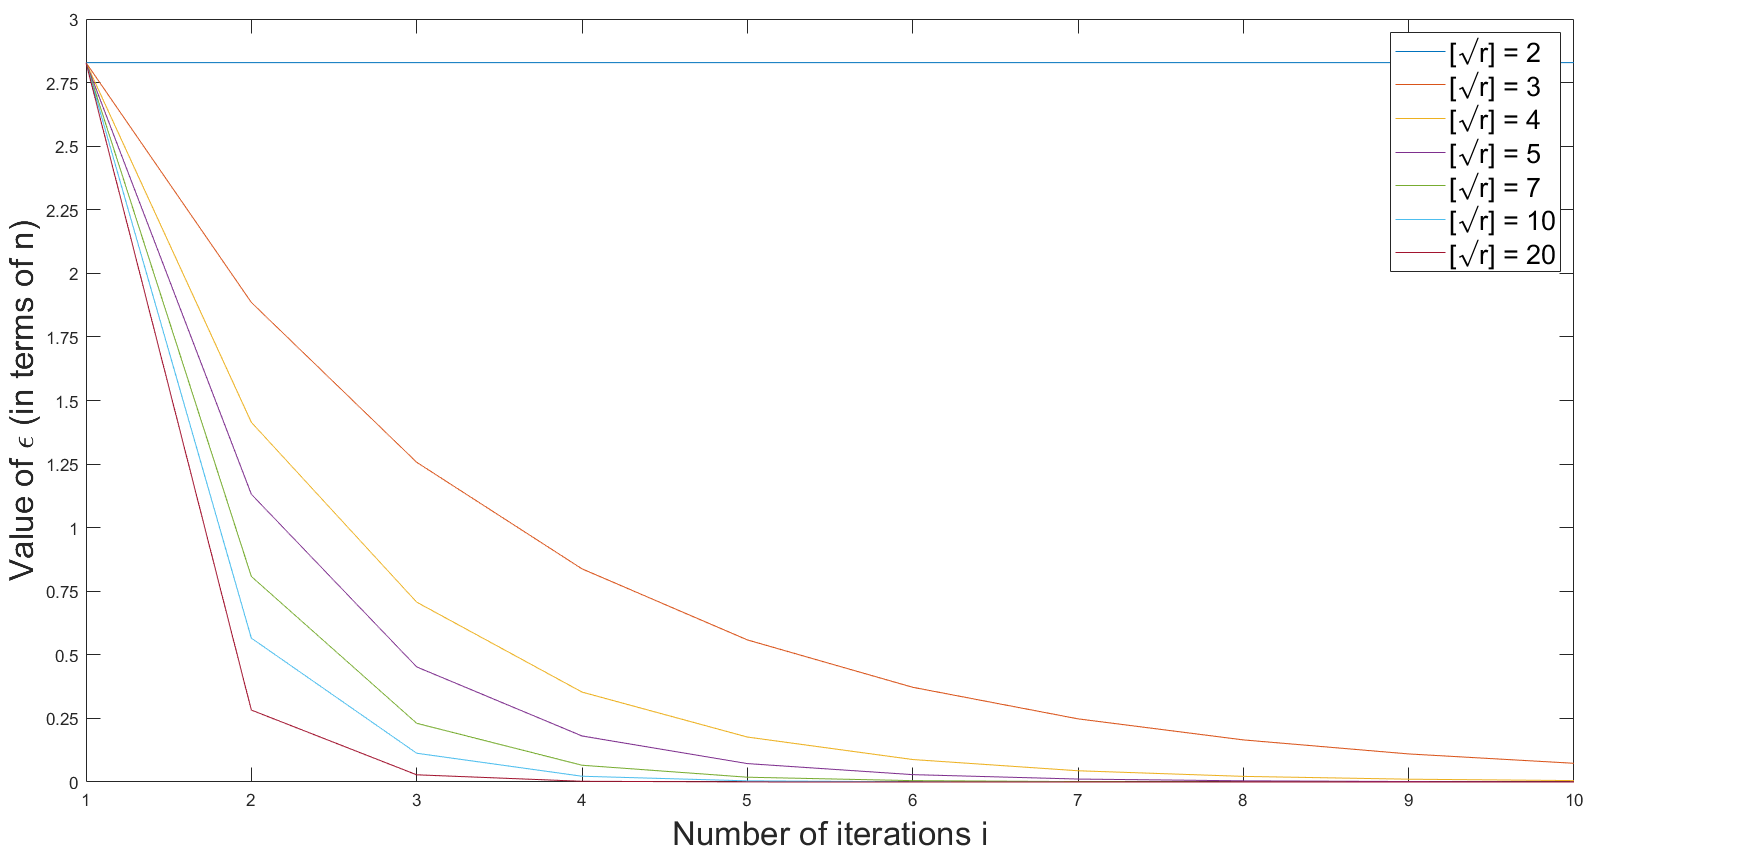 3
2.75
2.5
2.25
2
1.75
1.5
1.25
1
0.75
0.5
0.25
0
1 2 3 4 5 6 7 8 9 10
Value of ϵ (in terms of n)
Number of iterations i
[√r] = 2
[√r] = 3
[√r] = 4
[√r] = 5
[√r] = 7
[√r] = 10
[√r] = 20